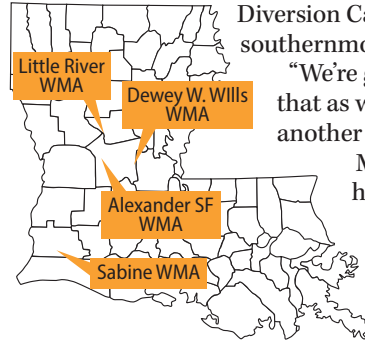 Diversion Ca
southernmo
"We're g
that as w
another
M
h
Little River
WMA
Dewey W. WIlls
WMA
Alexander SF
WMA
Sabine WMA